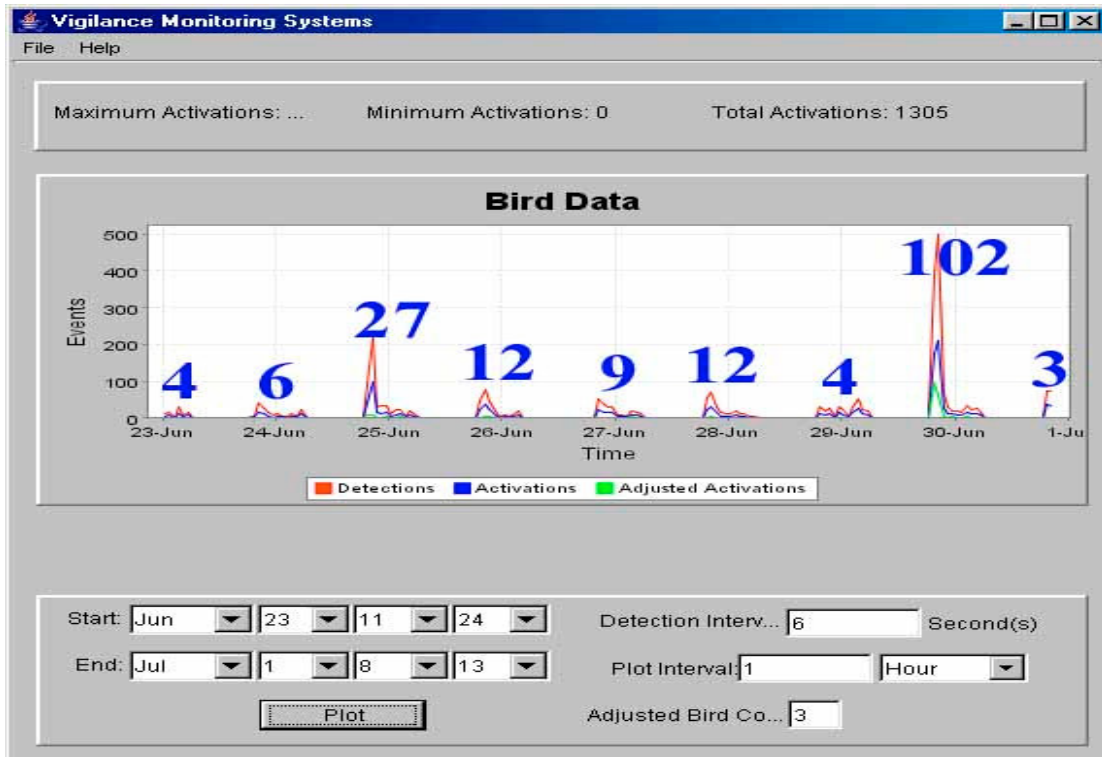 Vigilance Monitoring Systems
File Help
Maximum Activations: ... Minimum Activations: 0 Total Activations: 1305
Bird Data
Events
500
400
300
200
100
0
4 6 27 12 9 12 4 102 3
23-Jun 24-Jun 25-Jun 26-Jun 27-Jun 28-Jun 29-Jun 30-Jun 1-Ju
Time
Detections Activations Adjusted Activations
Start: Jun 23 11 24 Detection Interv... 6 Second(s)
End: Jul 1 8 13 Plot Interval: 1 Hour
Plot Adjusted Bird Co... 3